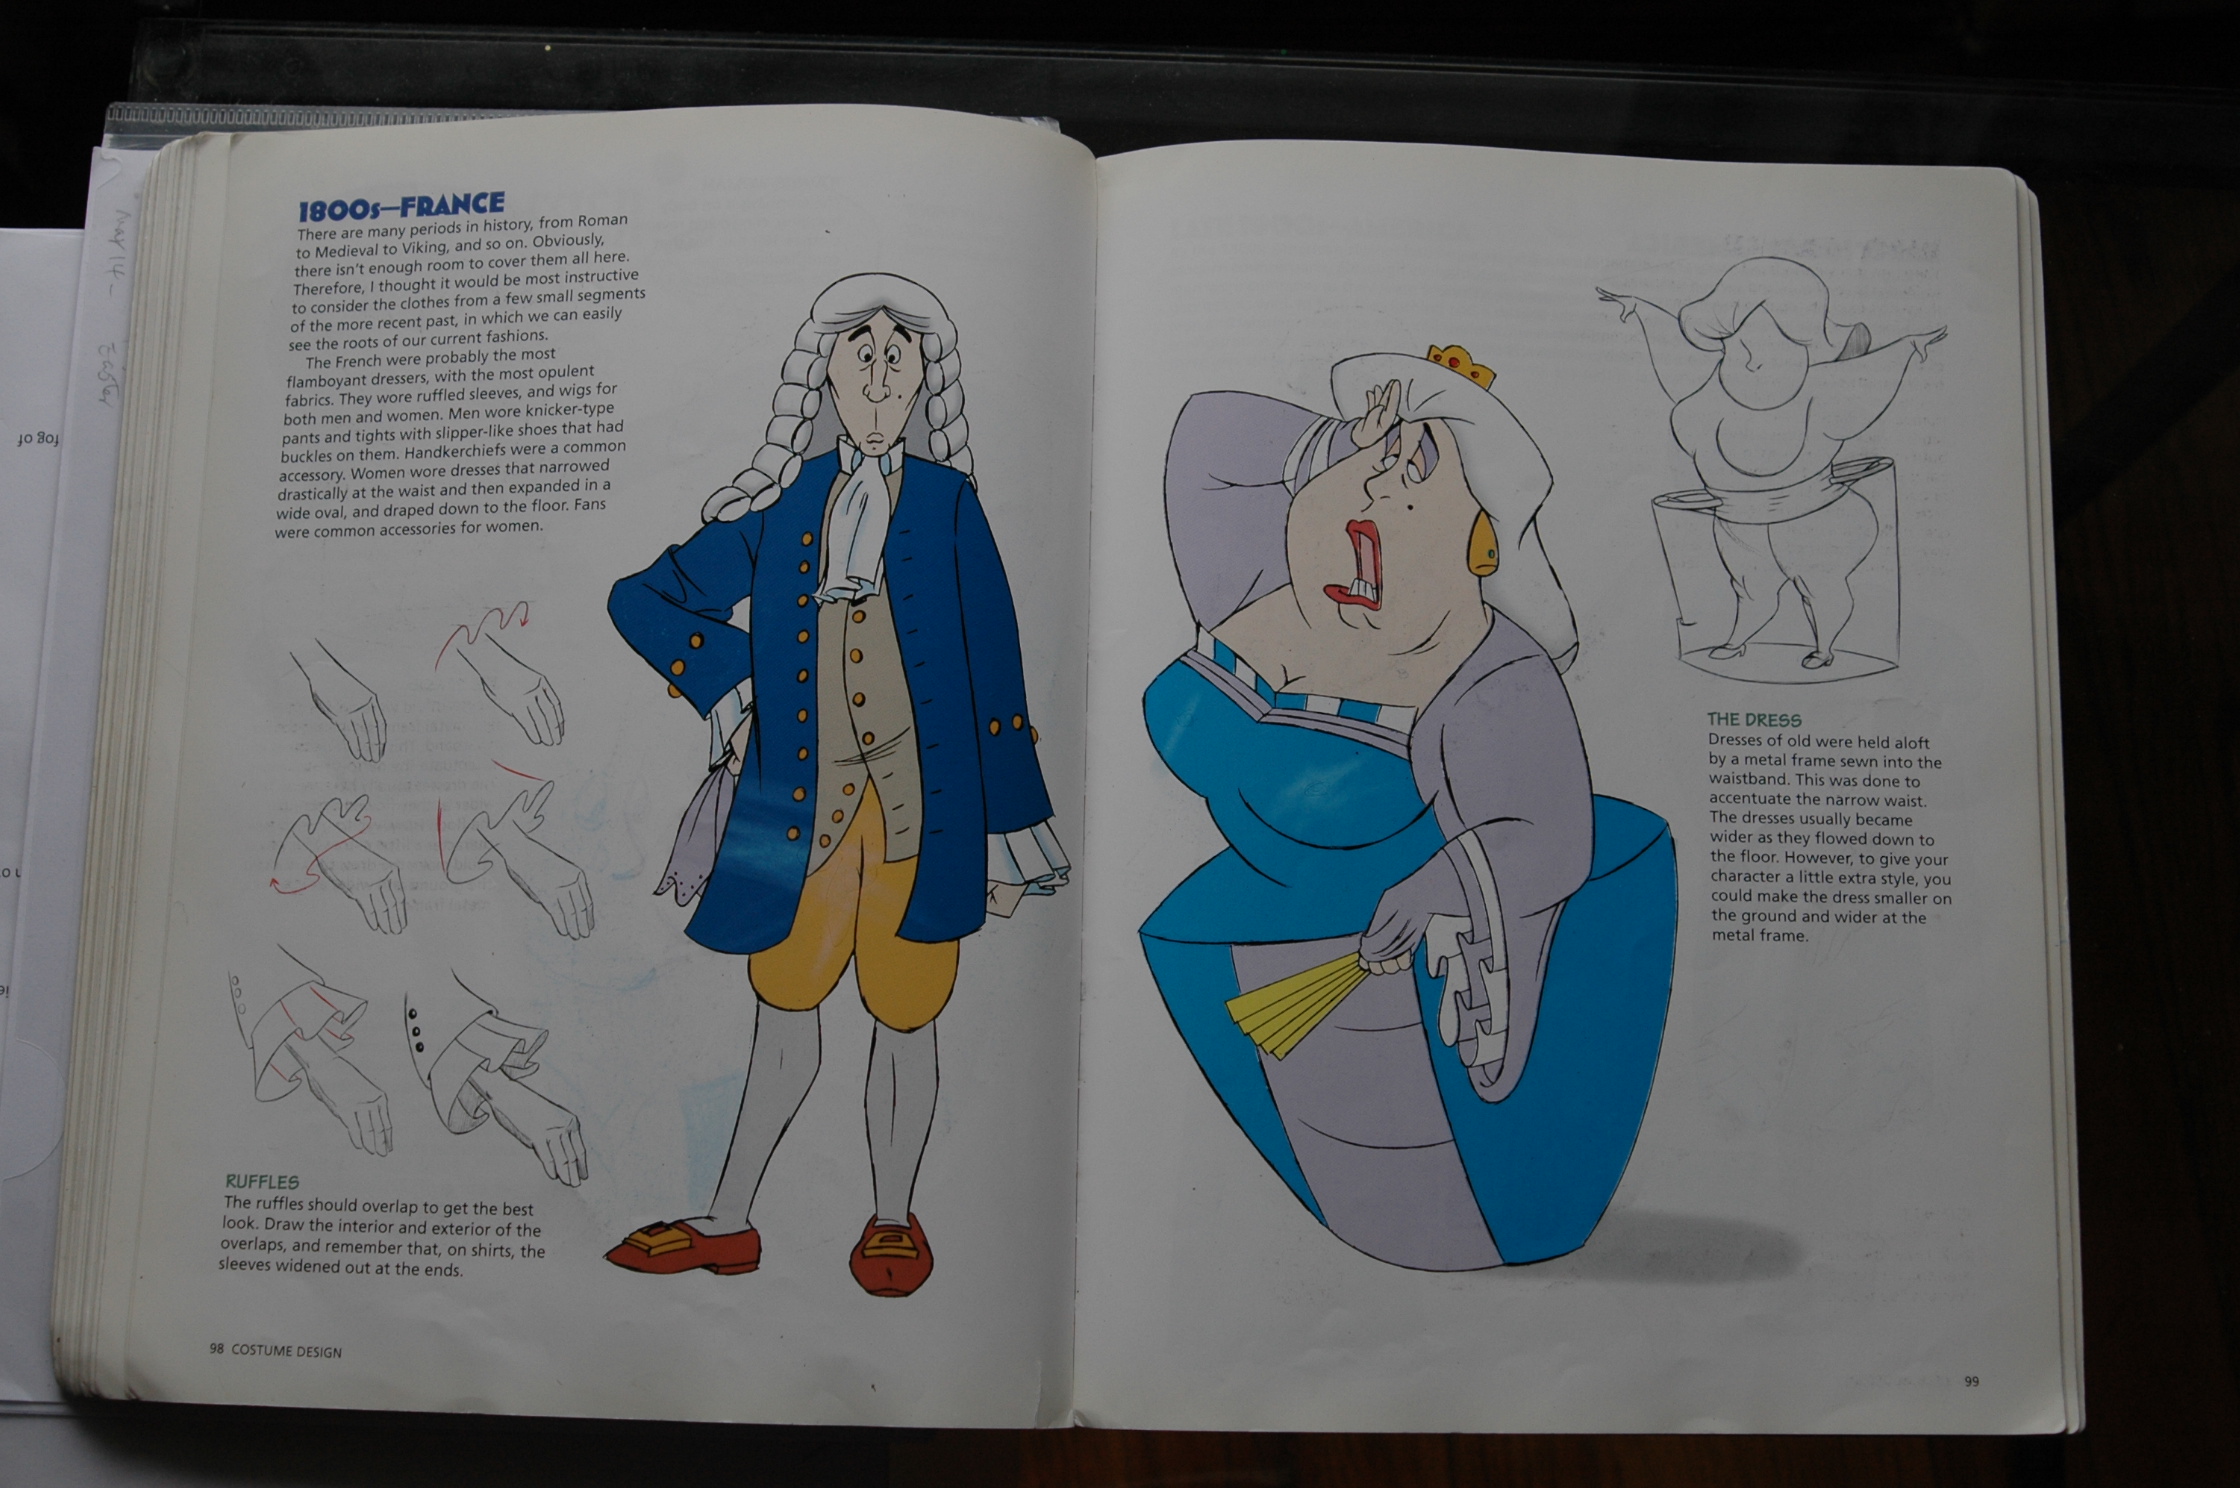 1800s—FRANCE
There are many periods in history, from Roman
to Medieval to Viking, and so on. Obviously,
there isn't enough room to cover them all here.
Therefore, I thought it would be most instructive
to consider the clothes from a few small segments
of the more recent past, in which we can easily
see the roots of our current fashions.
The French were probably the most
flamboyant dressers, with the most opulent
fabrics. They wore ruffled sleeves, and wigs for
both men and women. Men wore knicker-type
pants and tights with slipper-like shoes that had
buckles on them. Handkerchiefs were a common
accessory. Women wore dresses that narrowed
drastically at the waist and then expanded in a
wide oval, and draped down to the floor. Fans
were common accessories for women.
RUFFLES
The ruffles should overlap to get the best
look. Draw the interior and exterior of the
overlaps, and remember that, on shirts, the
sleeves widened out at the ends.
98 COSTUME DESIGN
THE DRESS
Dresses of old were held aloft
by a metal frame sewn into the
waistband. This was done to
accentuate the narrow waist.
The dresses usually became
wider as they flowed down to
the floor. However, to give your
character a little extra style, you
could make the dress smaller on
the ground and wider at the
metal frame.
99
May 14 -
Easter